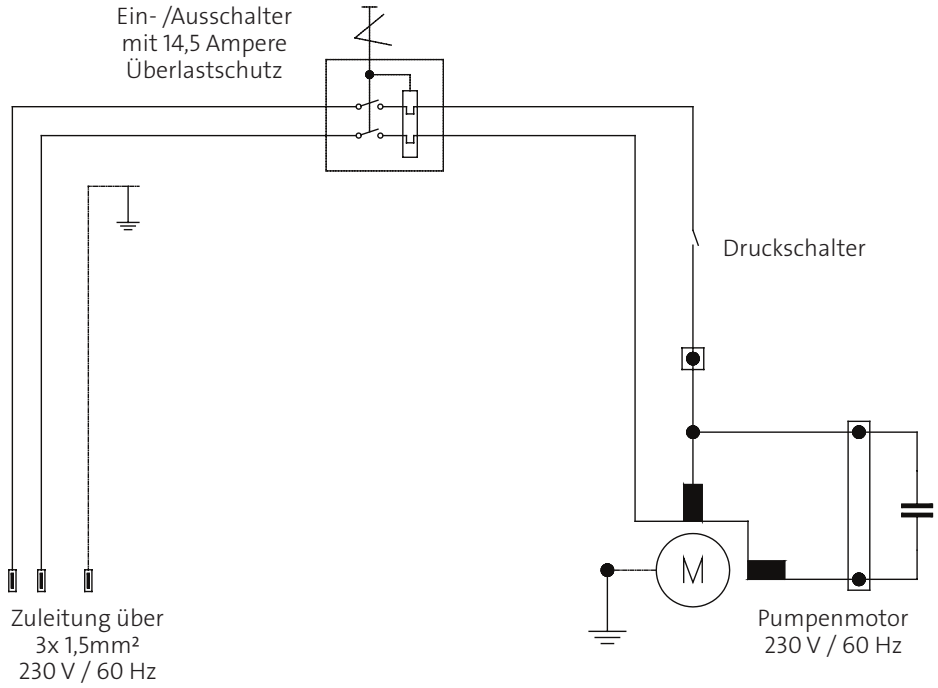 Ein- /Ausschalter
mit 14,5 Ampere
Überlastschutz
Druckschalter
M
Zuleitung über
3x 1,5mm²
230 V / 60 Hz
Pumpenmotor
230 V / 60 Hz